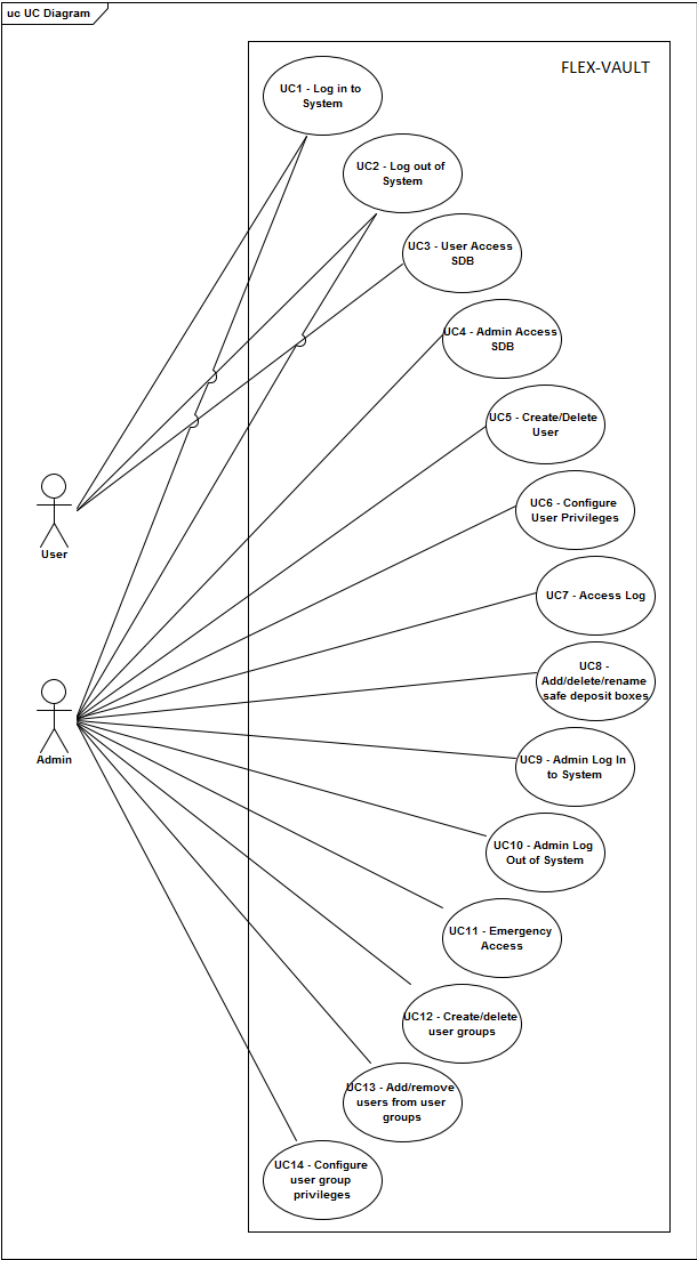 uc UC Diagram
FLEX-VAULT
UC1 - Log in to
System
UC2 - Log out of
System
UC3 - User Access
SDB
UC4 - Admin Access
SDB
UC5 - Create/Delete
User
UC6 - Configure
User Privileges
User
UC7 - Access Log
UC8 -
Add/delete/rename
safe deposit boxes
Admin
UC9 - Admin Log In
to System
UC10 - Admin Log
Out of System
UC11 - Emergency
Access
UC12 - Create/delete
user groups
UC13 - Add/remove
users from user
groups
UC14 - Configure
user group
privileges